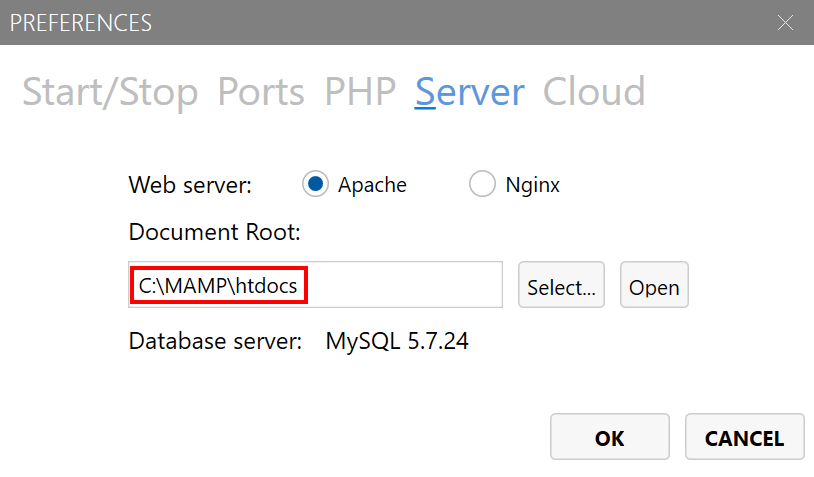 PREFERENCES
Start/Stop Ports PHP Server Cloud
Web server: Apache Nginx
Document Root:
C:\MAMP\htdocs Select... Open
Database server: MySQL 5.7.24
OK CANCEL